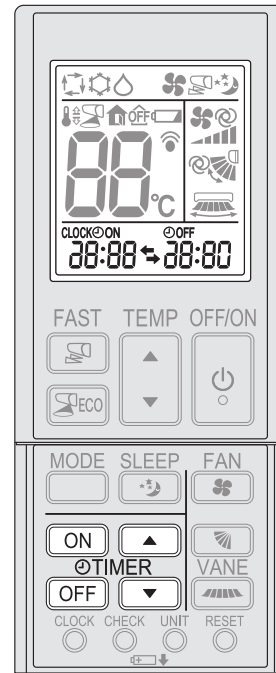 OFF
88
°C
CLOCK ON OFF
88:88 88:80
FAST TEMP OFF/ON
ECO
MODE SLEEP FAN
ON
TIMER VANE
OFF
CLOCK CHECK UNIT RESET